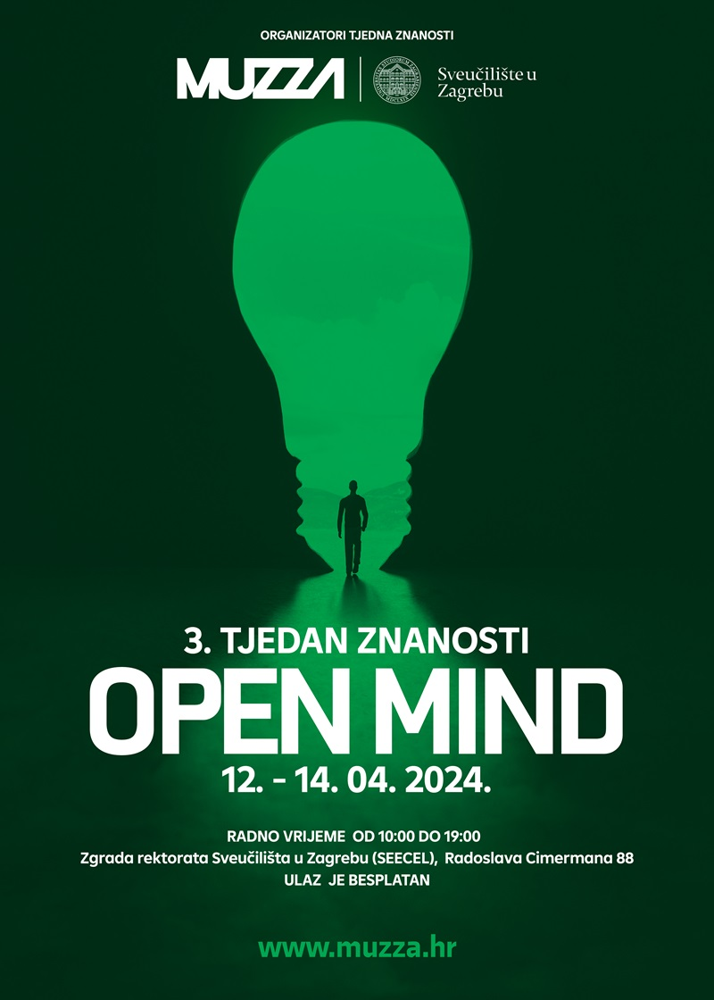 ORGANIZATORI TJEDNA ZNANOSTI
MUZZA
Sveučilište u
Zagrebu
3. TJEDAN ZNANOSTI
OPEN MIND
12. – 14. 04. 2024.
RADNO VRIJEME OD 10:00 DO 19:00
Zgrada rektorata Sveučilišta u Zagrebu (SEECEL), Radoslava Cimermana 88
ULAZ JE BESPLATAN
www.muzza.hr